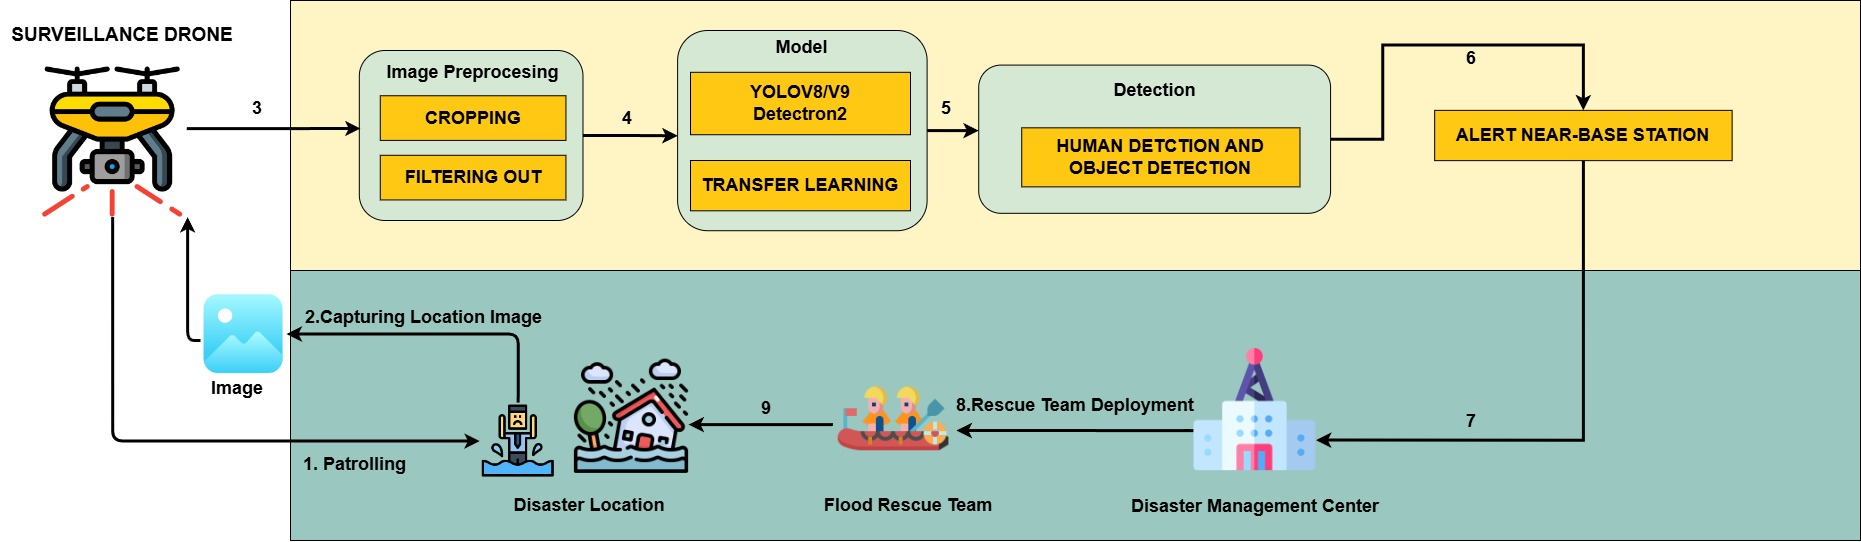 SURVEILLANCE DRONE
3
Image Preprocesing
CROPPING
FILTERING OUT
4
Model
YOLOV8/V9
Detectron2
TRANSFER LEARNING
5
Detection
HUMAN DETCTION AND
OBJECT DETECTION
6
ALERT NEAR-BASE STATION
2.Capturing Location Image
Image
1. Patrolling
Disaster Location
9
Flood Rescue Team
8.Rescue Team Deployment
Disaster Management Center
7